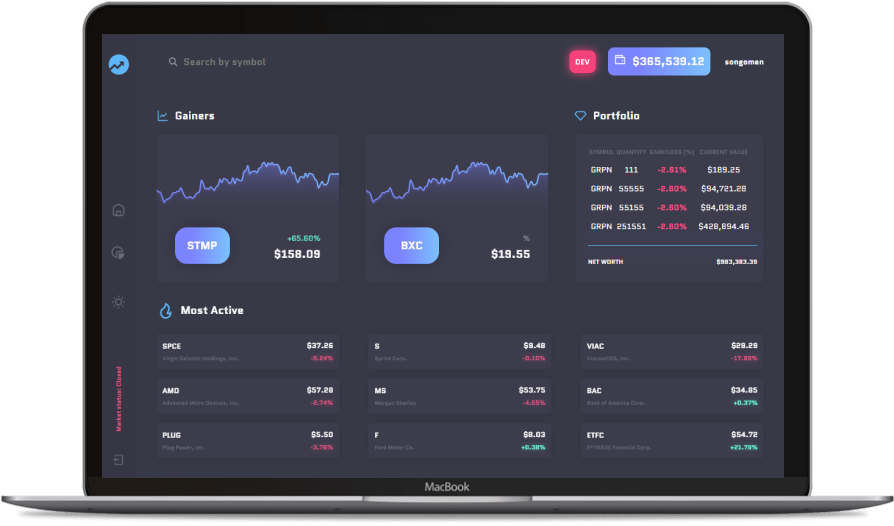 Search by symbol
DEV
$365,539.12
songomen
Gainers
STMP
+65.60%
$158.09
BXC
%
$19.55
Portfolio
SYMBOL QUANTITY GAIN/LOSS (%) CURRENT VALUE
GRPN 111 -2.81% $189.25
GRPN 55555 -2.80% $94,721.28
GRPN 55155 -2.80% $94,039.28
GRPN 251551 -2.60% $428,894.46
NET WORTH $983,383.39
Most Active
SPCE $37.26
Virgin Galactic Holdings, Inc. -0.24%
S $9.48
Sprint Corp. -0.10%
VIAC $29.29
ViacomCBS, Inc. -17.89%
AMD $57.28
Advanced Micro Devices, Inc. -2.74%
MS $53.75
Morgan Stanley -4.55%
BAC $34.85
Bank of America Corp. +0.37%
PLUG $5.50
Plug Power, Inc. -3.76%
F $8.03
Ford Motor Co. +0.38%
ETFC $54.72
E*TRADE Financial Corp. +21.79%
Market status: Closed
MacBook